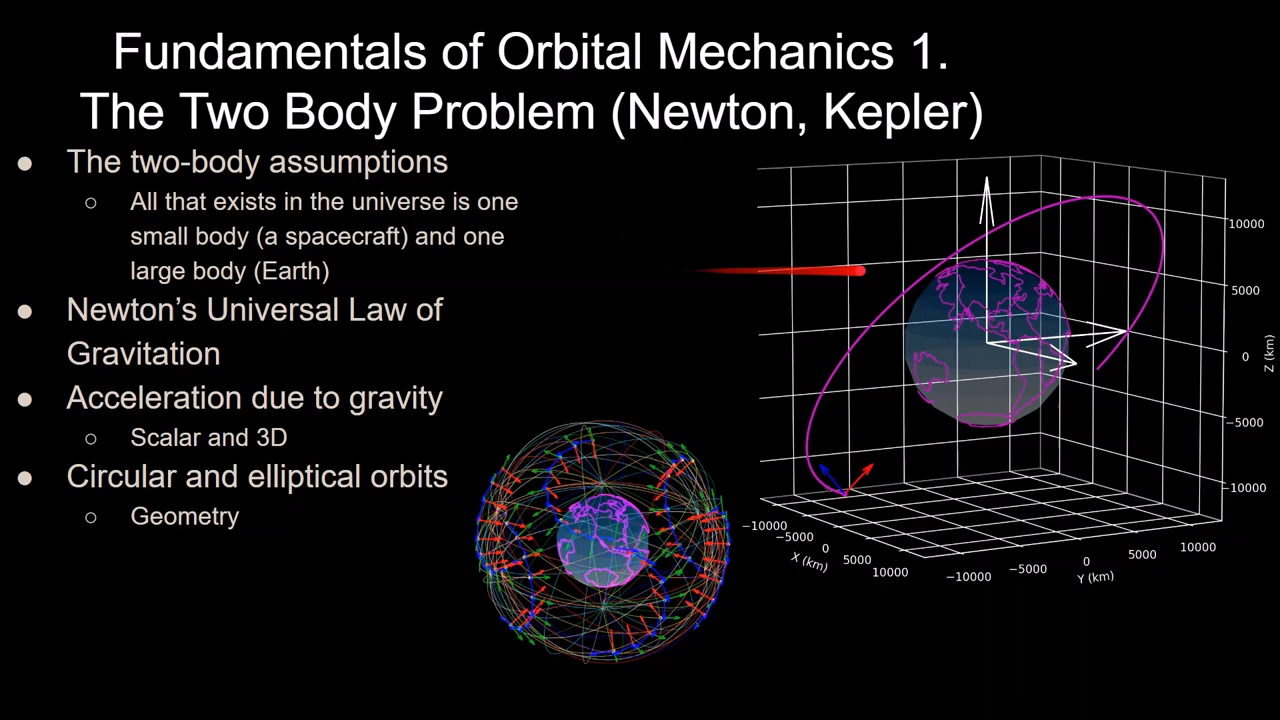 Fundamentals of Orbital Mechanics 1.
The Two Body Problem (Newton, Kepler)
● The two-body assumptions
○ All that exists in the universe is one
small body (a spacecraft) and one
large body (Earth)
● Newton’s Universal Law of
Gravitation
● Acceleration due to gravity
○ Scalar and 3D
● Circular and elliptical orbits
○ Geometry
10000
5000
0
−5000
−10000
Z (km)
−10000
−5000
0
5000
10000
X (km)
−10000
−5000
0
5000
10000
Y (km)